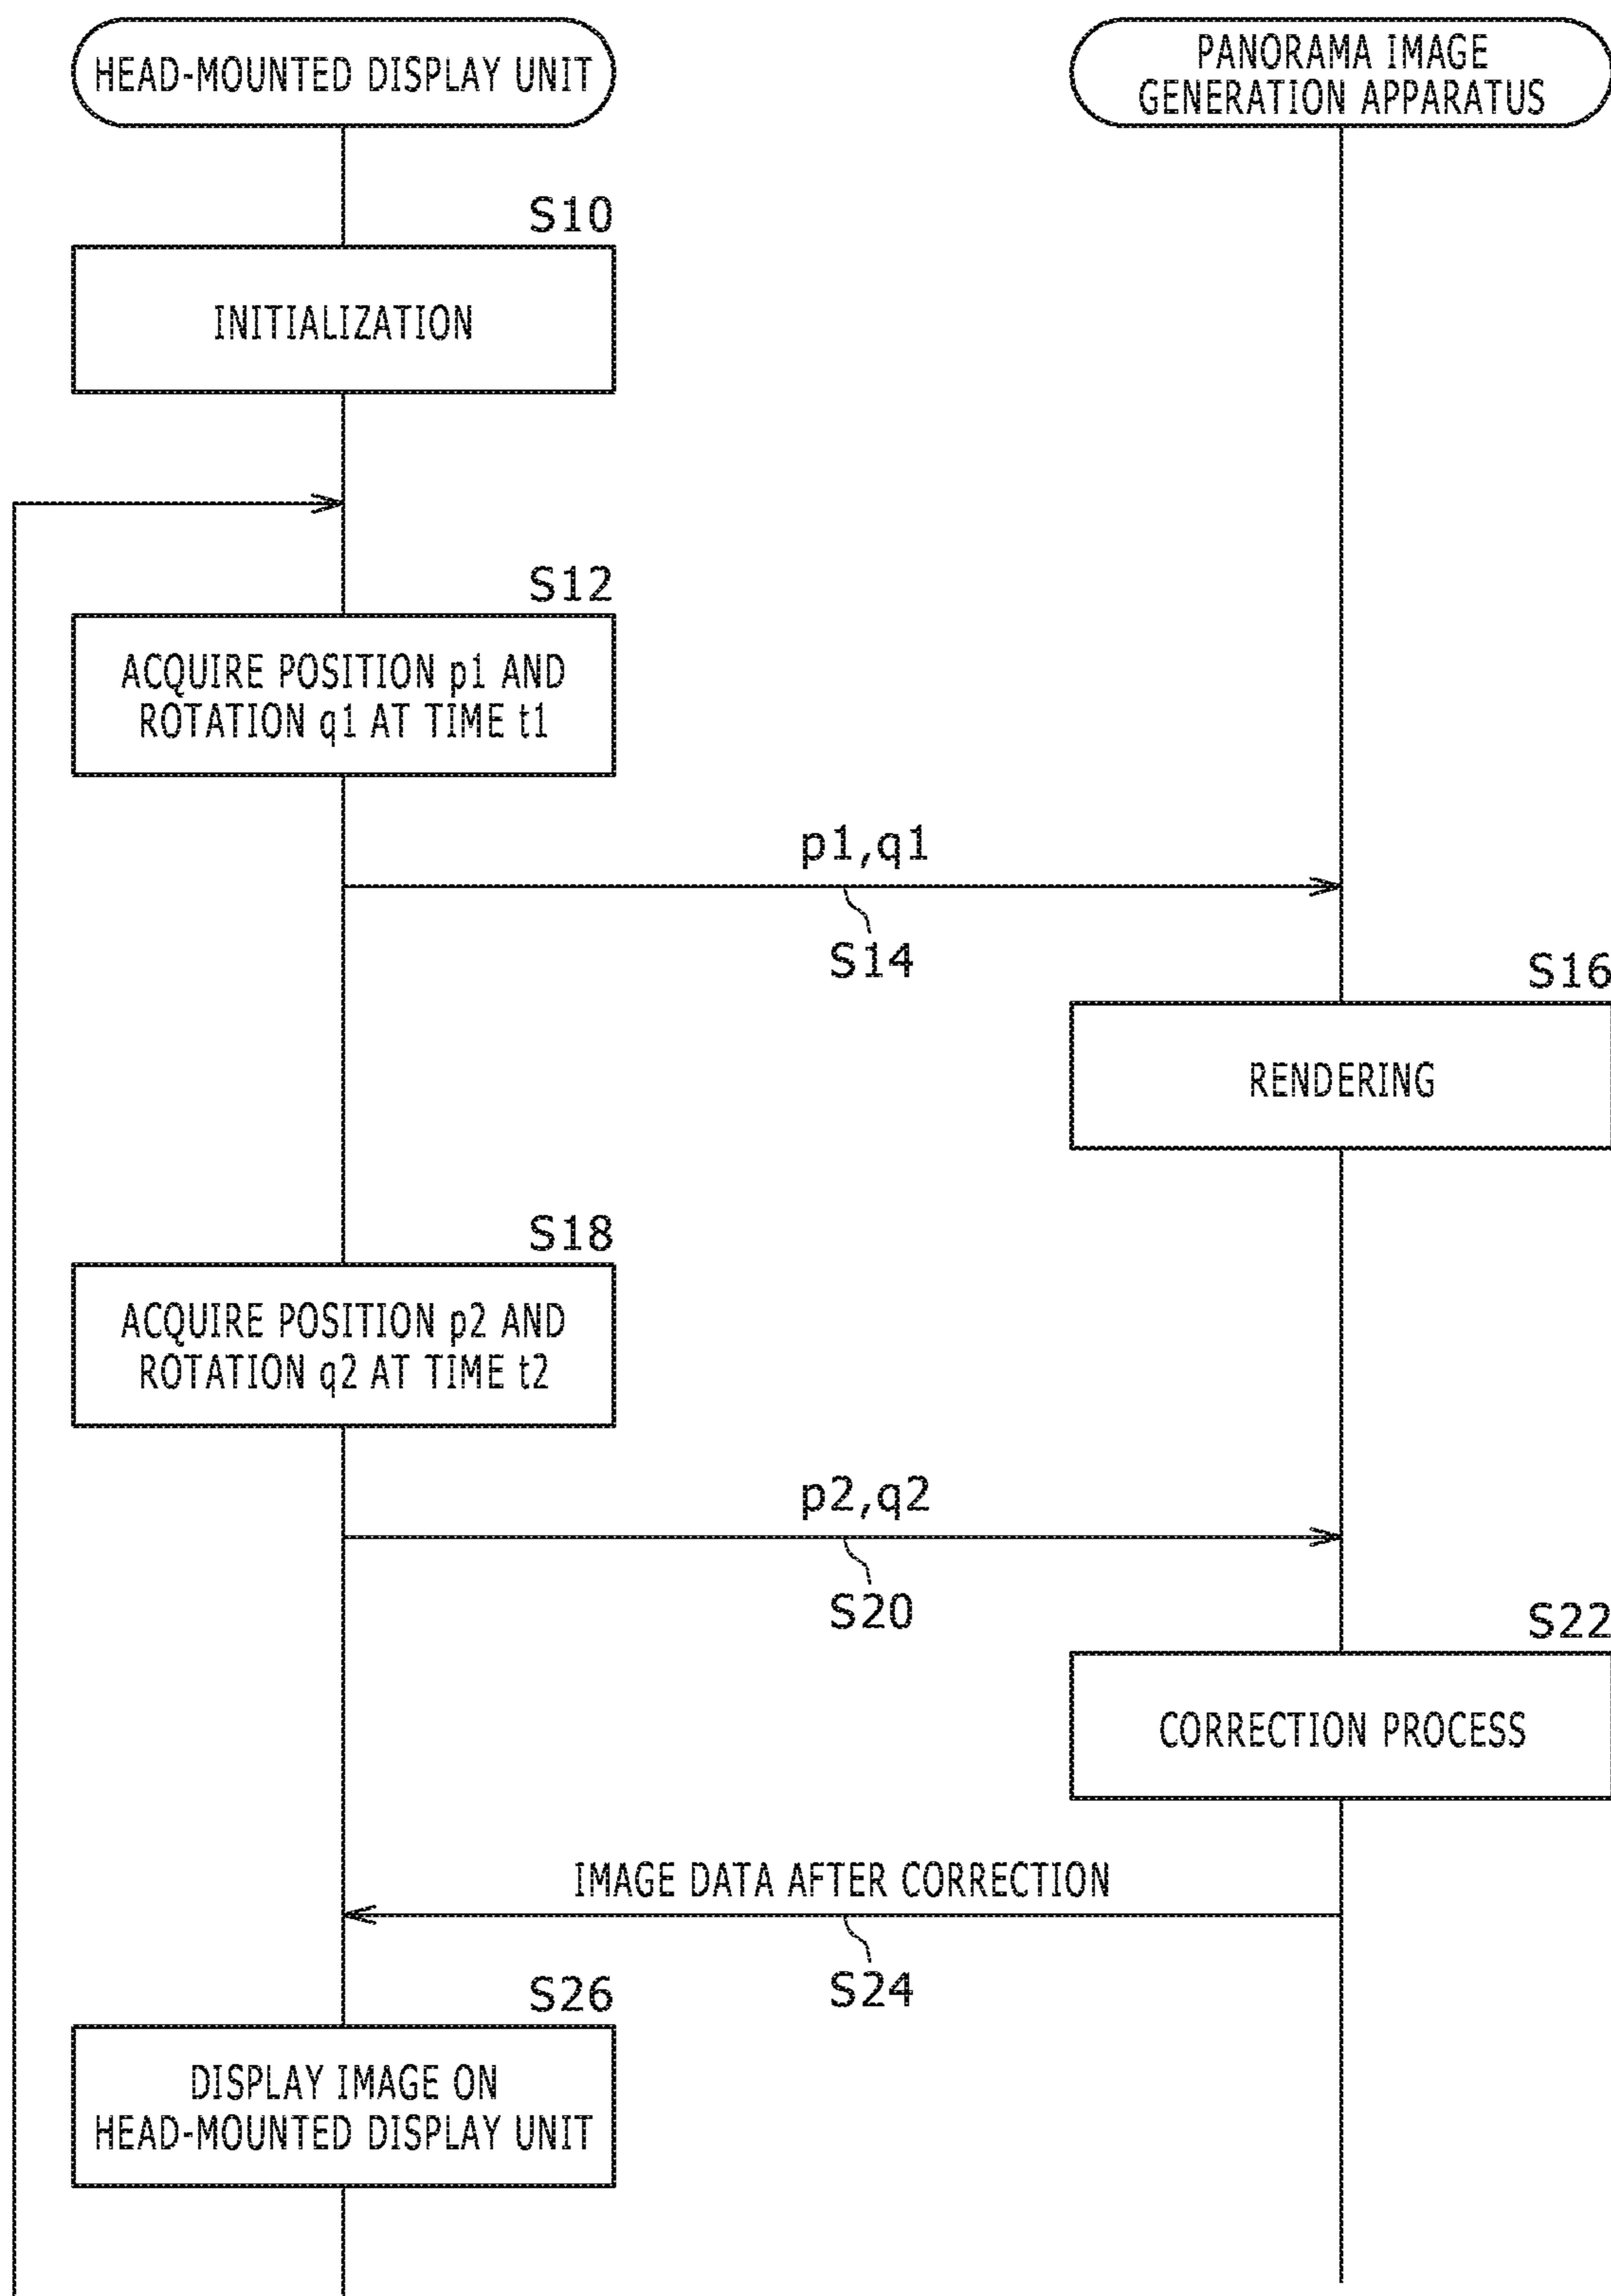 HEAD-MOUNTED DISPLAY UNIT
PANORAMA IMAGE
GENERATION APPARATUS
S10
INITIALIZATION
S12
ACQUIRE POSITION p1 AND
ROTATION q1 AT TIME t1
p1,q1
S14
S16
RENDERING
S18
ACQUIRE POSITION p2 AND
ROTATION q2 AT TIME t2
p2,q2
S20
S22
CORRECTION PROCESS
IMAGE DATA AFTER CORRECTION
S24
S26
DISPLAY IMAGE ON
HEAD-MOUNTED DISPLAY UNIT